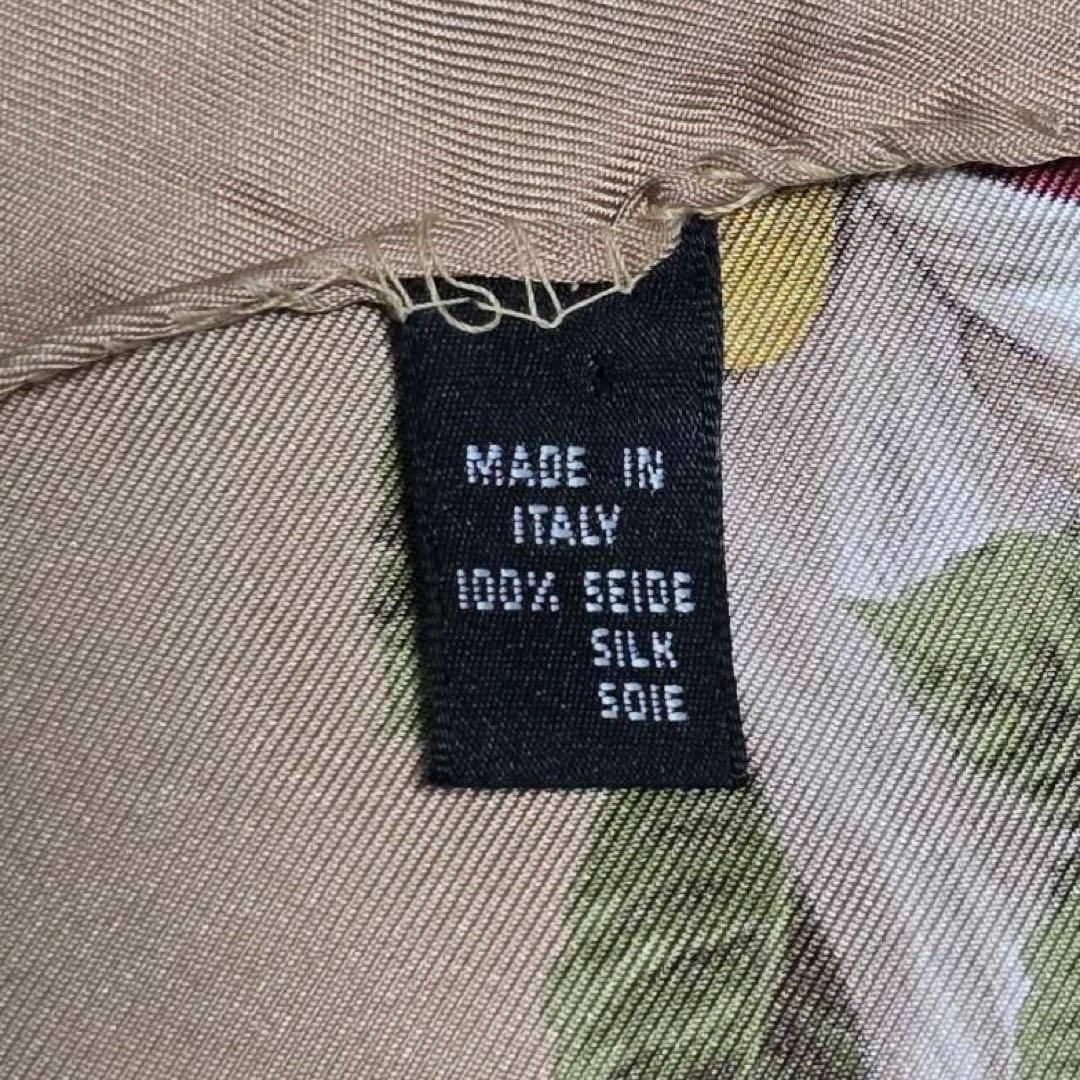 MADE IN
ITALY
100% SEIDE
SILK
SOIE